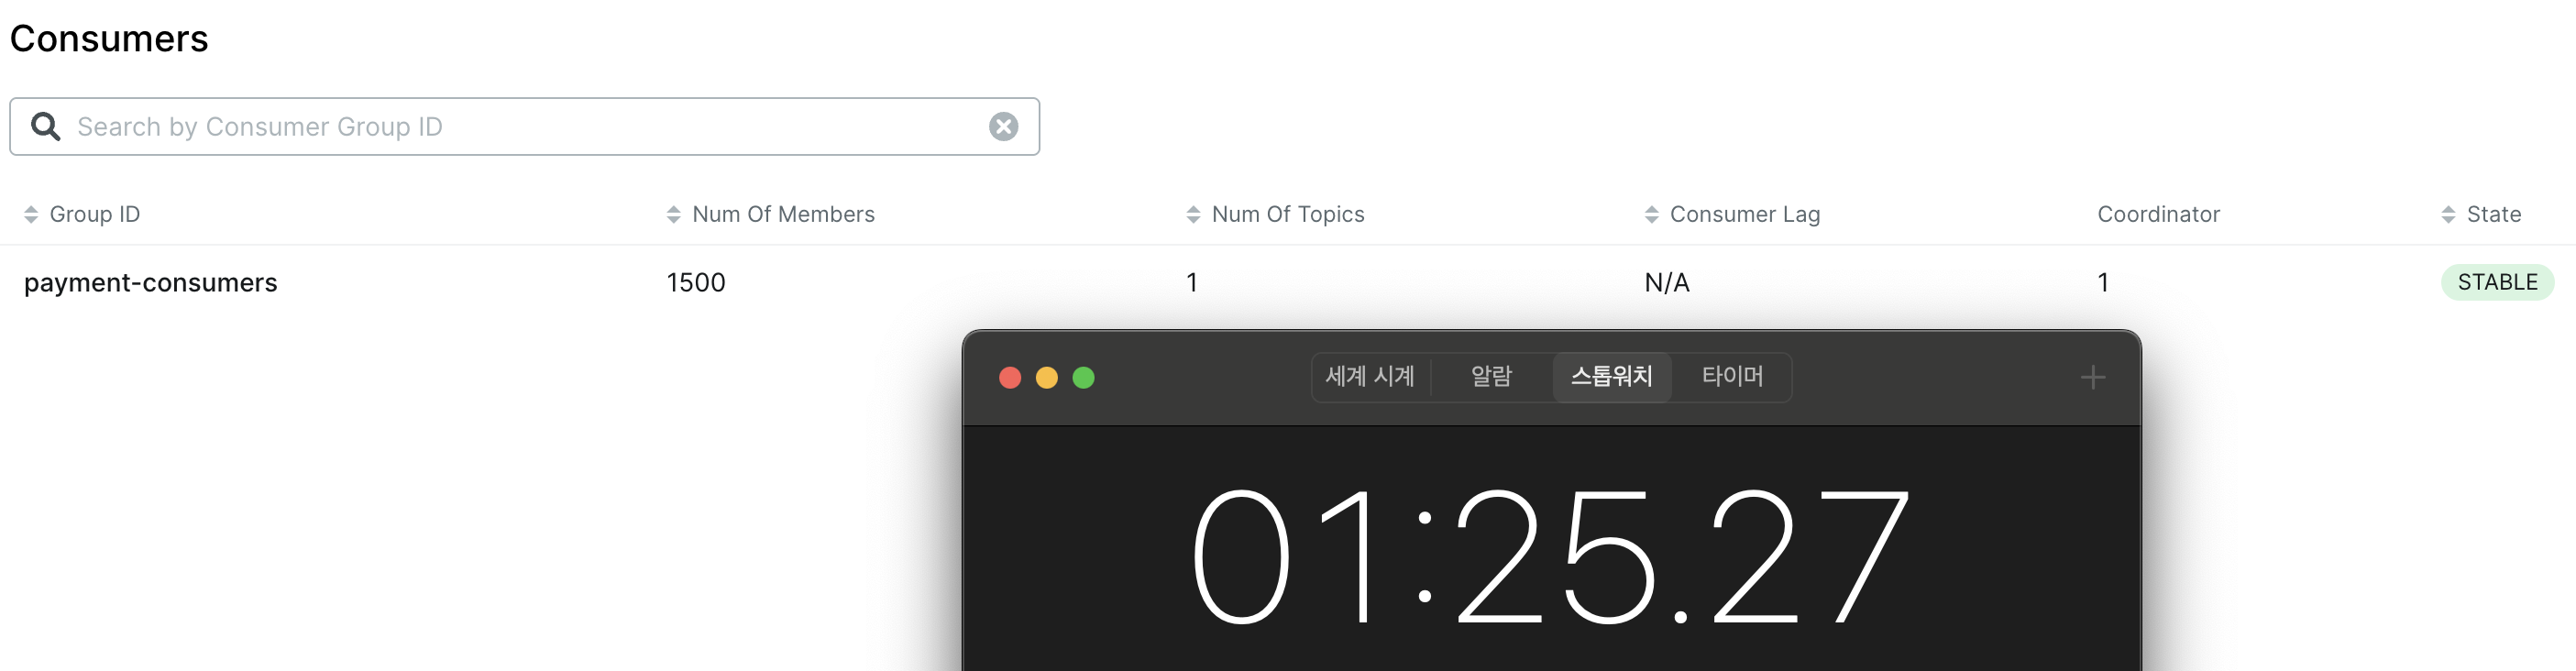 Consumers
Search by Consumer Group ID
Group ID Num Of Members Num Of Topics Consumer Lag Coordinator State
payment-consumers 1500 1 N/A 1 STABLE
세계 시계 알람 스톱워치 타이머
01:25.27